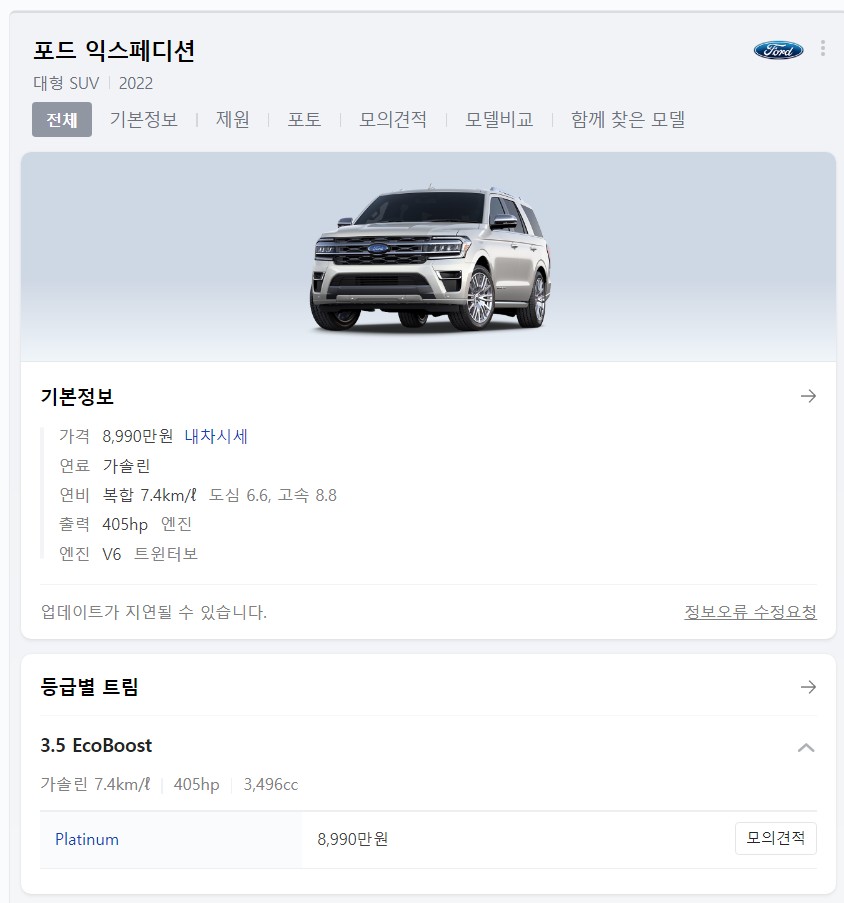 포드 익스페디션
Ford
대형 SUV 2022
전체 기본정보 제원 포토 모의견적 모델비교 함께 찾은 모델
기본정보
가격 8,990만원 내차시세
연료 가솔린
연비 복합 7.4km/ℓ 도심 6.6, 고속 8.8
출력 405hp 엔진
엔진 V6 트윈터보
업데이트가 지연될 수 있습니다. 정보오류 수정요청
등급별 트림
3.5 EcoBoost
가솔린 7.4km/ℓ 405hp 3,496cc
Platinum 8,990만원 모의견적